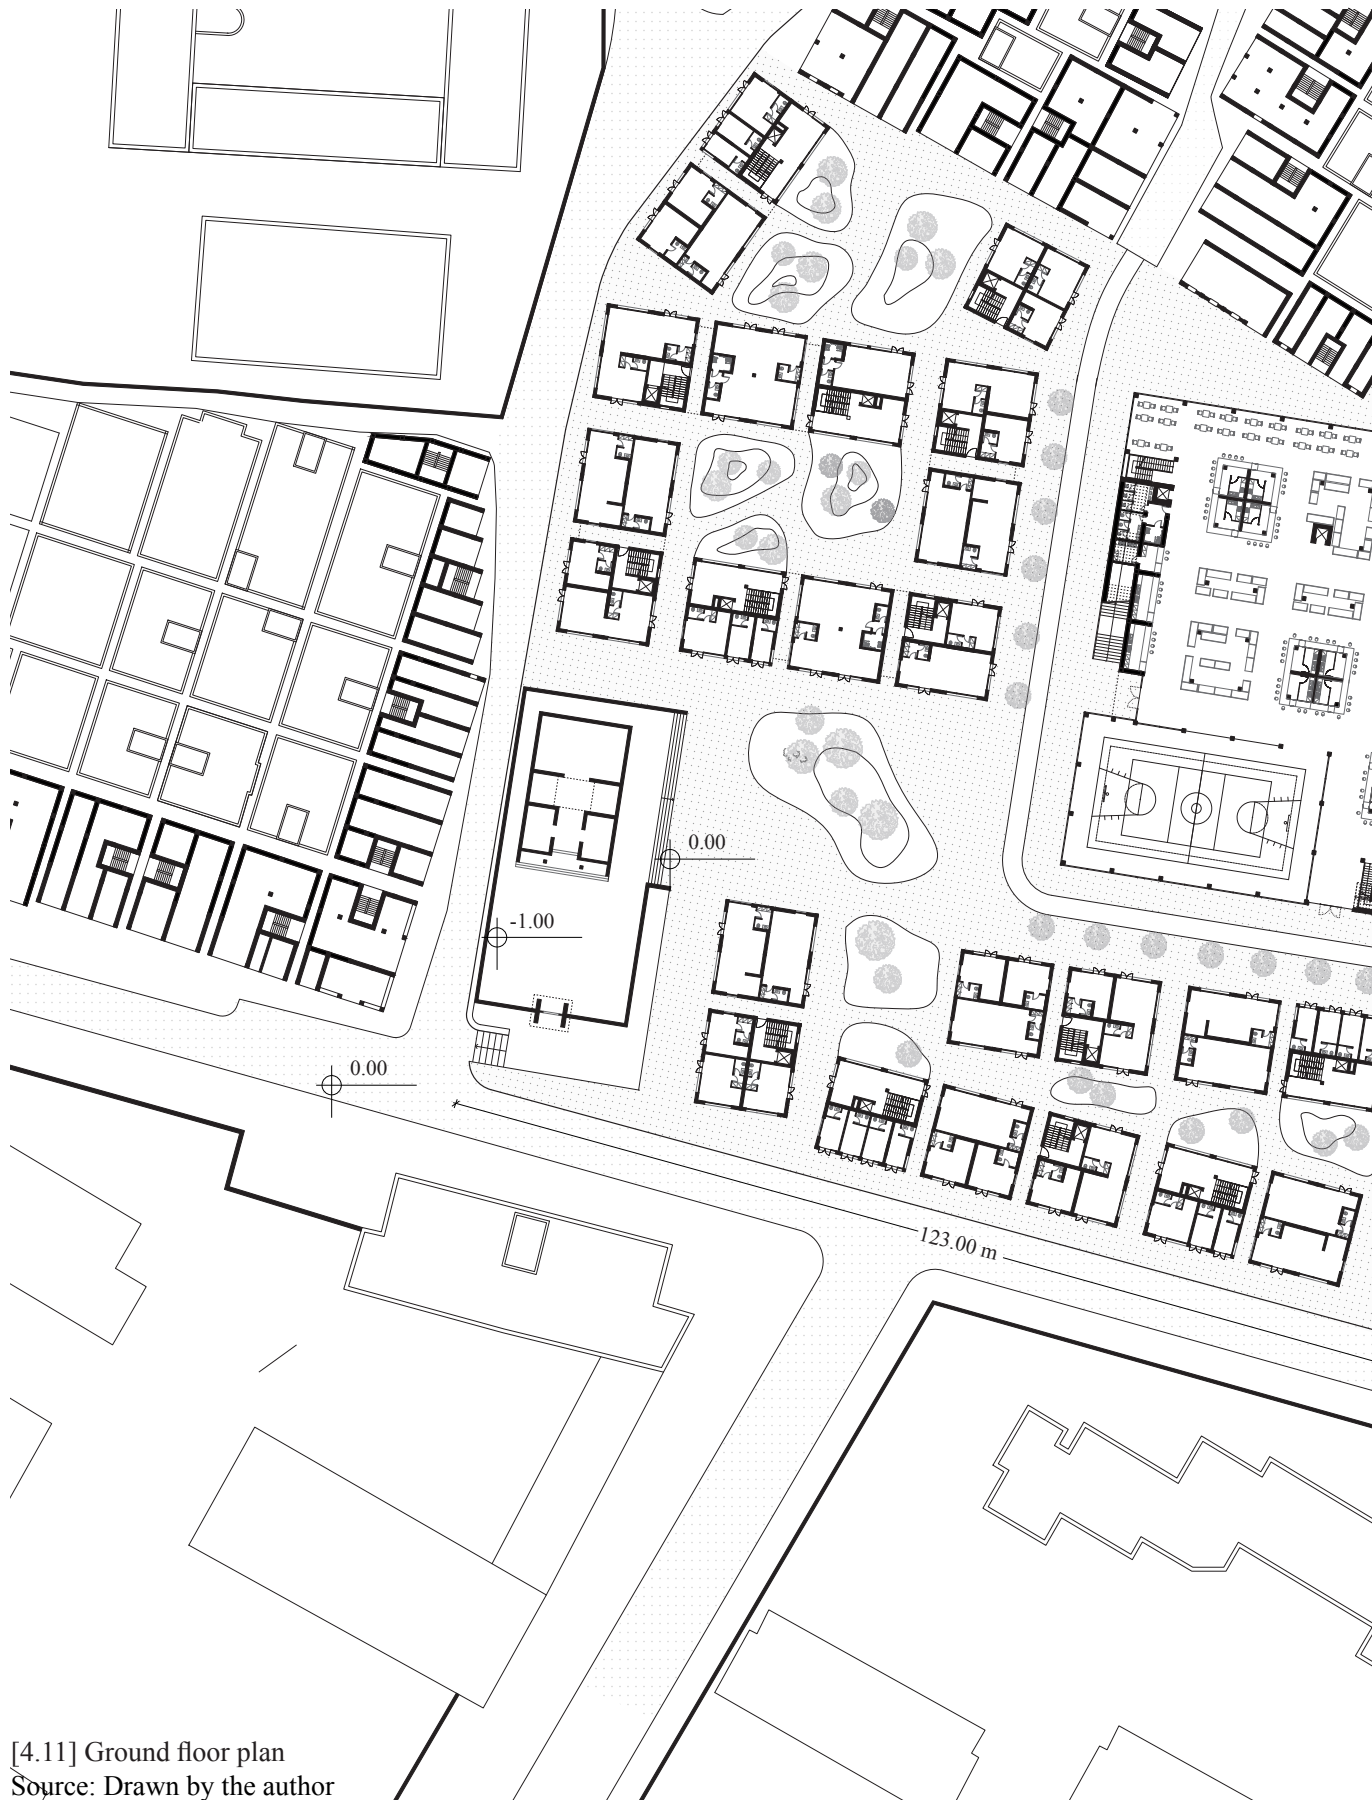 0.00
-1.00
0.00
123.00 m
[4.11] Ground floor plan
Source: Drawn by the author